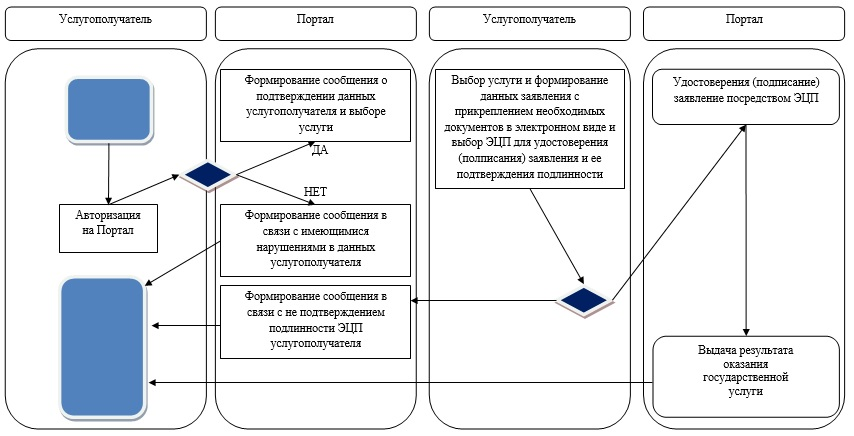 Услугополучатель
Портал
Услугополучатель
Портал
Формирование сообщения о
подтверждении данных
услугополучателя и выборе
услуги
ДА
НЕТ
Авторизация
на Портал
Формирование сообщения в
связи с имеющимися
нарушениями в данных
услугополучателя
Формирование сообщения в
связи с не подтверждением
подлинности ЭЦП
услугополучателя
Выбор услуги и формирование
данных заявления с
прикреплением необходимых
документов в электронном виде и
выбор ЭЦП для удостоверения
(полписания) заявления и ее
подтверждения подлинности
Удостоверения (подписание)
заявление посредством ЭЦП
Выдача результата
оказания
государственной
услуги